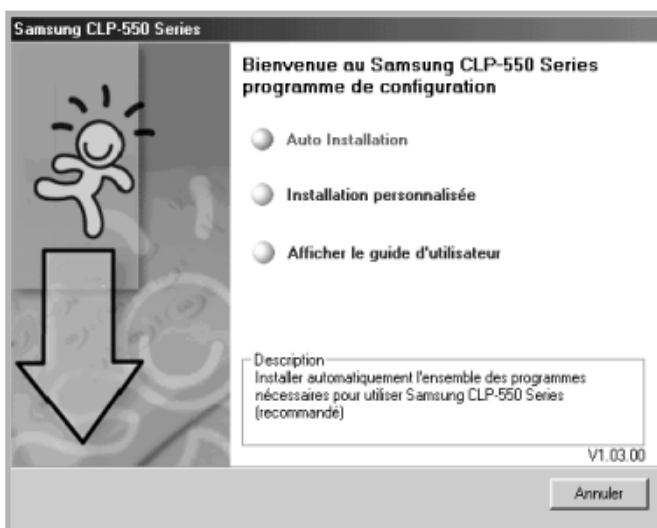 Samsung CLP-550 Series
Bienvenue au Samsung CLP-550 Series
programme de configuration
Auto Installation
Installation personnalisée
Afficher le guide d'utilisateur
Description
Installer automatiquement l'ensemble des programmes
nécessaires pour utiliser Samsung CLP-550 Series
(recommandé)
V1.03.00
Annuler